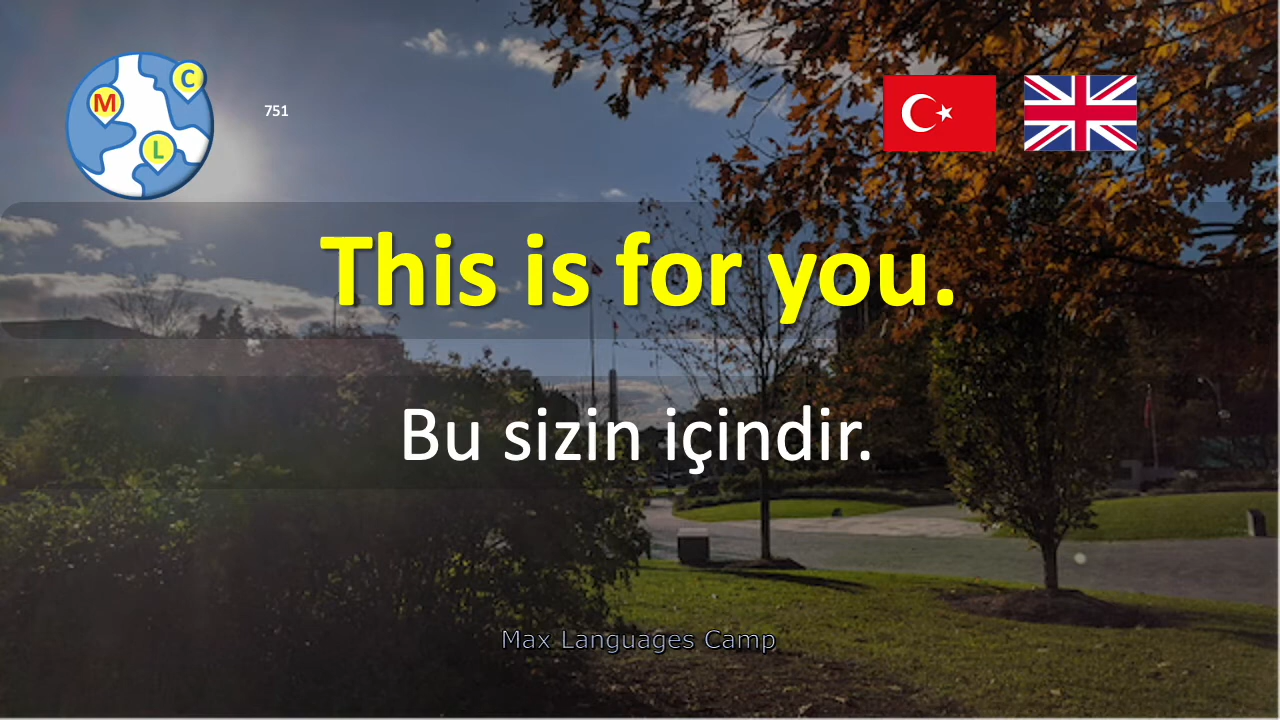 M
C
L
751
This is for you.
Bu sizin içindir.
Max Languages Camp